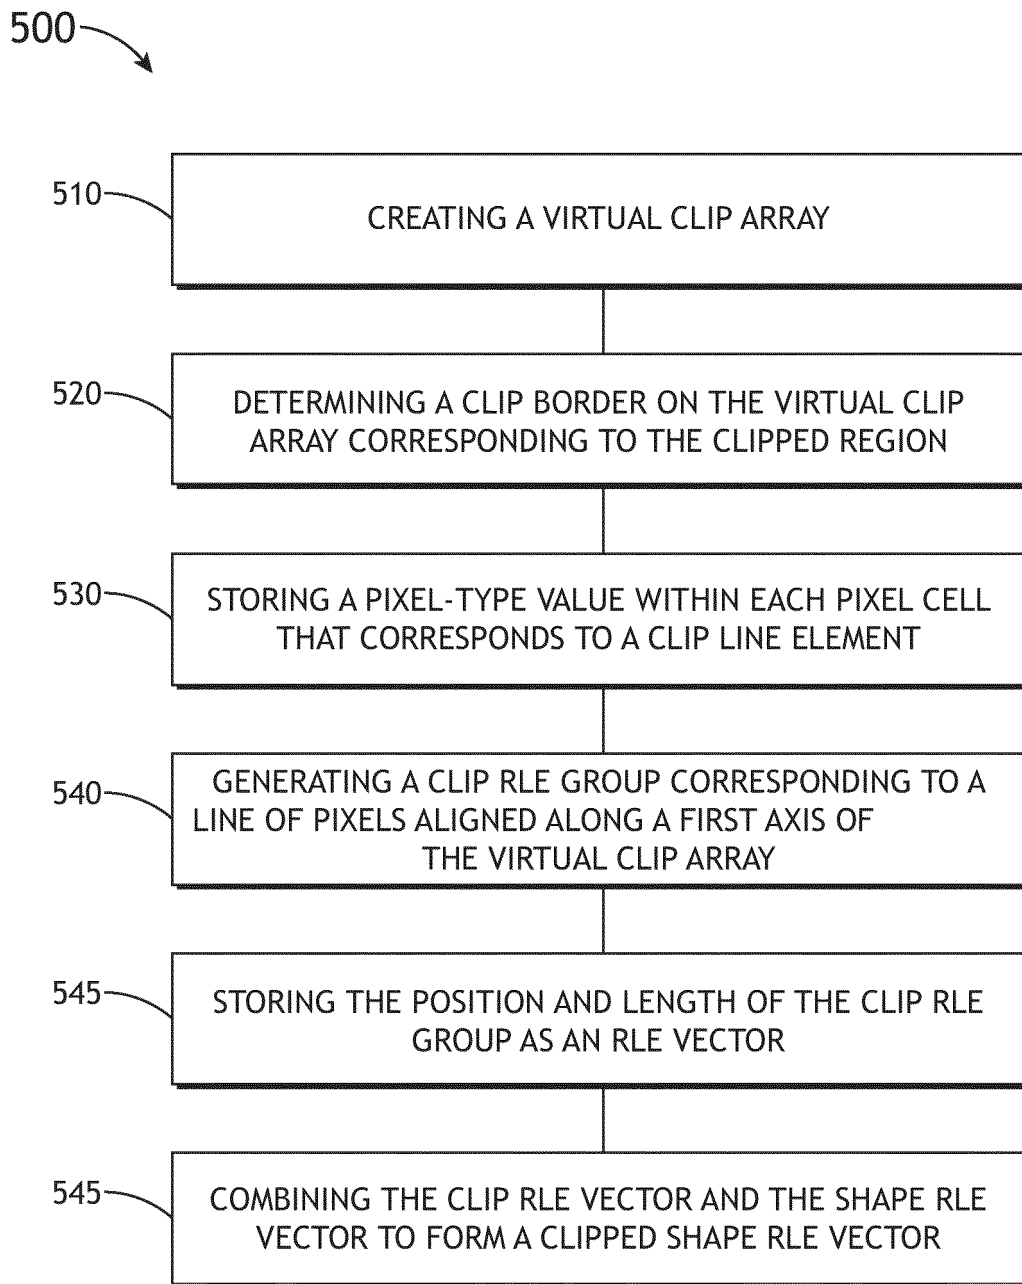 500
510
CREATING A VIRTUAL CLIP ARRAY
520
DETERMINING A CLIP BORDER ON THE VIRTUAL CLIP
ARRAY CORRESPONDING TO THE CLIPPED REGION
530
STORING A PIXEL-TYPE VALUE WITHIN EACH PIXEL CELL
THAT CORRESPONDS TO A CLIP LINE ELEMENT
540
GENERATING A CLIP RLE GROUP CORRESPONDING TO A
LINE OF PIXELS ALIGNED ALONG A FIRST AXIS OF
THE VIRTUAL CLIP ARRAY
545
STORING THE POSITION AND LENGTH OF THE CLIP RLE
GROUP AS AN RLE VECTOR
545
COMBINING THE CLIP RLE VECTOR AND THE SHAPE RLE
VECTOR TO FORM A CLIPPED SHAPE RLE VECTOR